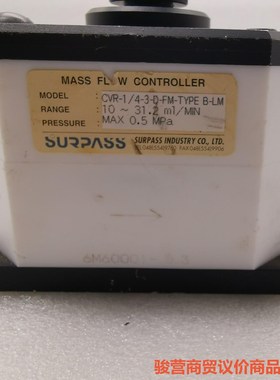 MASS FLOW CONTROLLER
MODEL : CVR-1/4-3-D-FM-TYPE B-LM
RANGE : 10 ~ 31.2 ml/MIN
PRESSURE : MAX 0.5 MPa
SURPASS SURPASS INDUSTRY CO., LTD.
骏营商贸议价商品